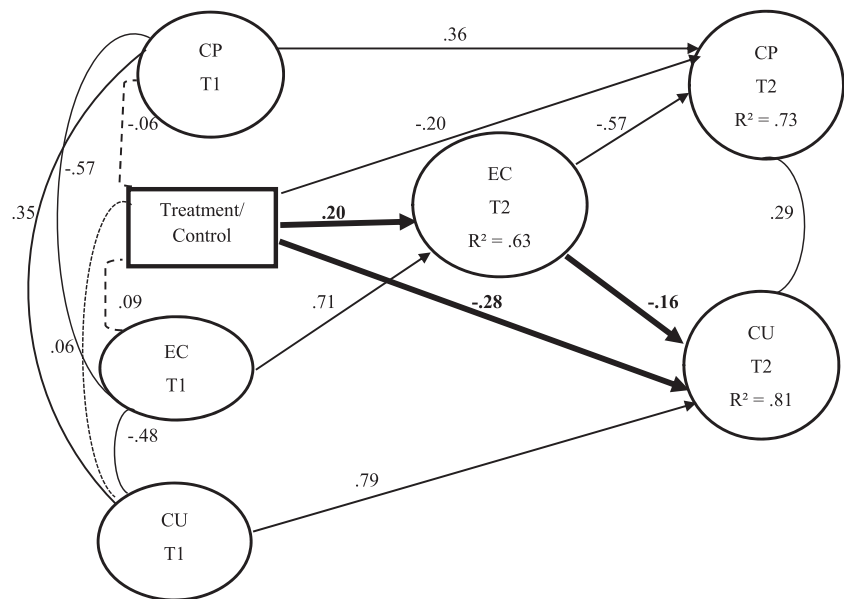 CP
T1
.36
CP
T2
R² = .73
-.06
-.20
-.57
-.57
EC
T2
R² = .63
Treatment/
Control
.20
.35
.29
-.28
-.16
.09
.71
.06
EC
T1
CU
T2
R² = .81
-.48
.79
CU
T1